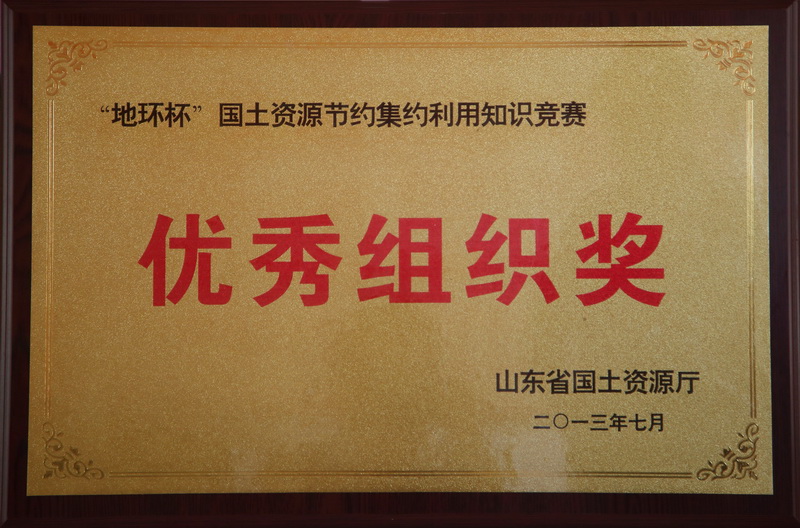 “地环杯”国土资源节约集约利用知识竞赛
优秀组织奖
山东省国土资源厅
二〇一三年七月